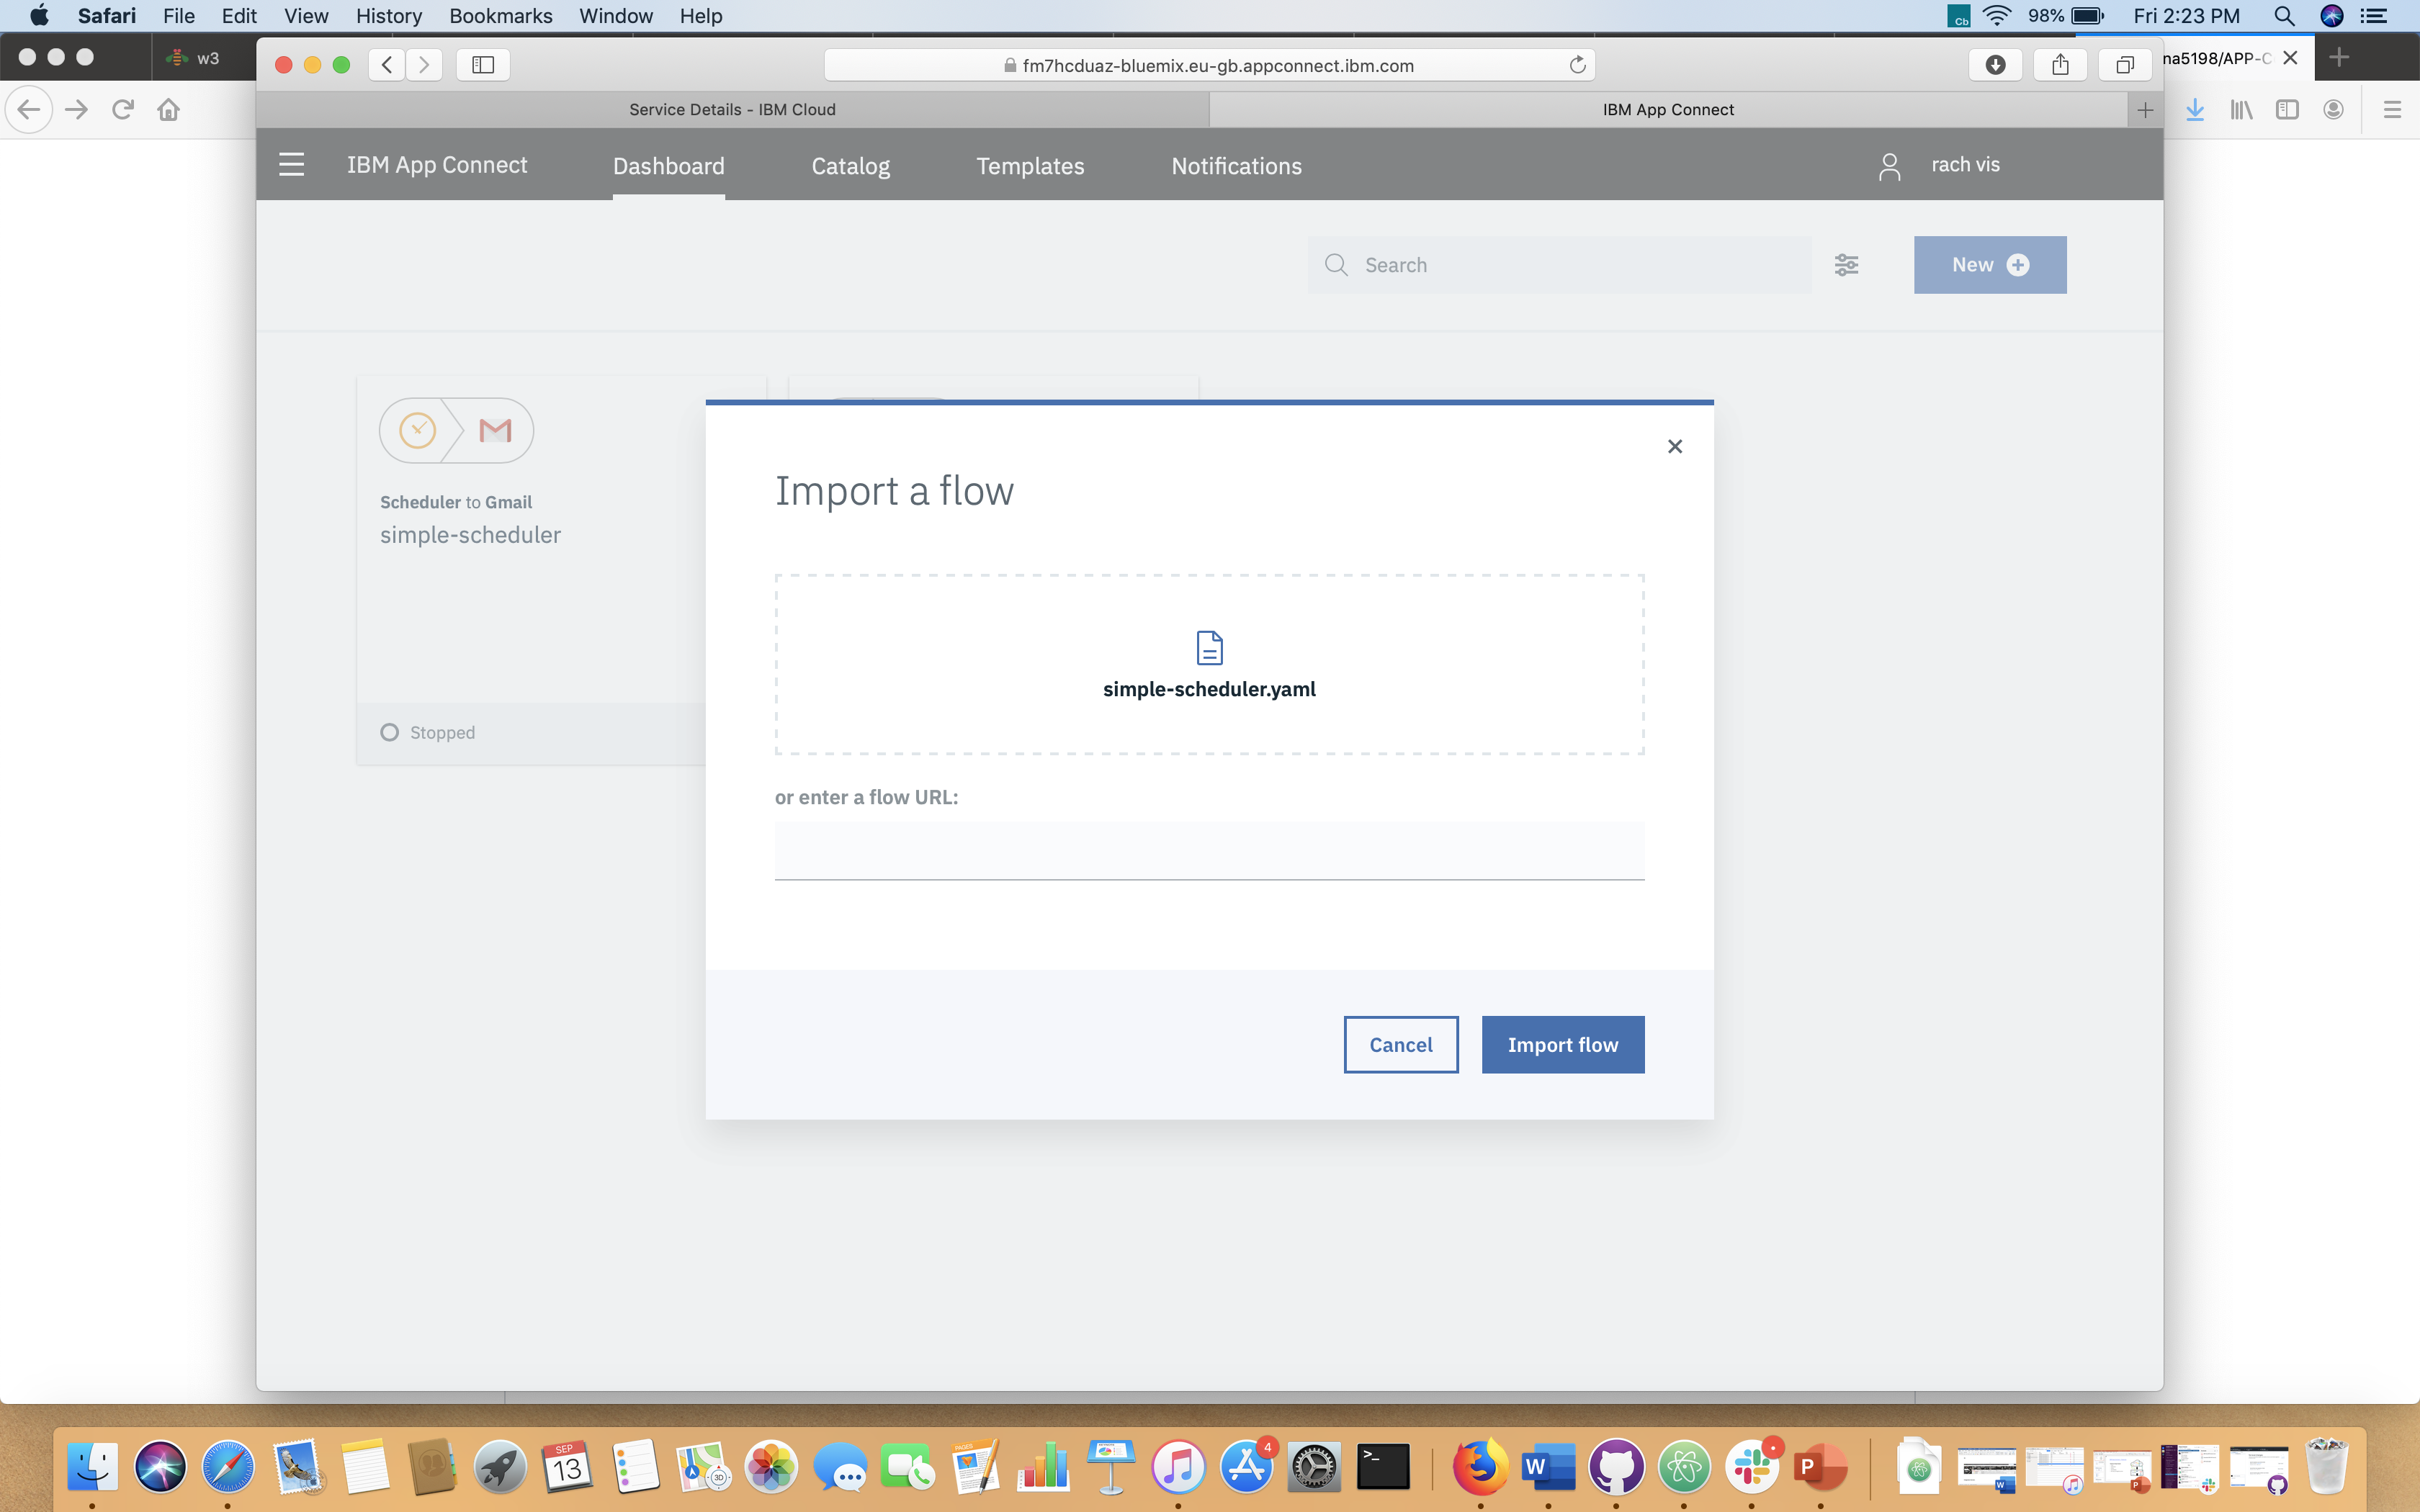 Safari File Edit View History Bookmarks Window Help
Cb 98% Fri 2:23 PM
w3
fm7hcduaz-bluemix.eu-gb.appconnect.ibm.com
na5198/APP-C
Service Details - IBM Cloud
IBM App Connect
IBM App Connect Dashboard Catalog Templates Notifications rach vis
Search
New
Scheduler to Gmail
simple-scheduler
Stopped
Import a flow
simple-scheduler.yaml
or enter a flow URL:
Cancel
Import flow
SEP
13
3D
PAGES
4
>_
W
P